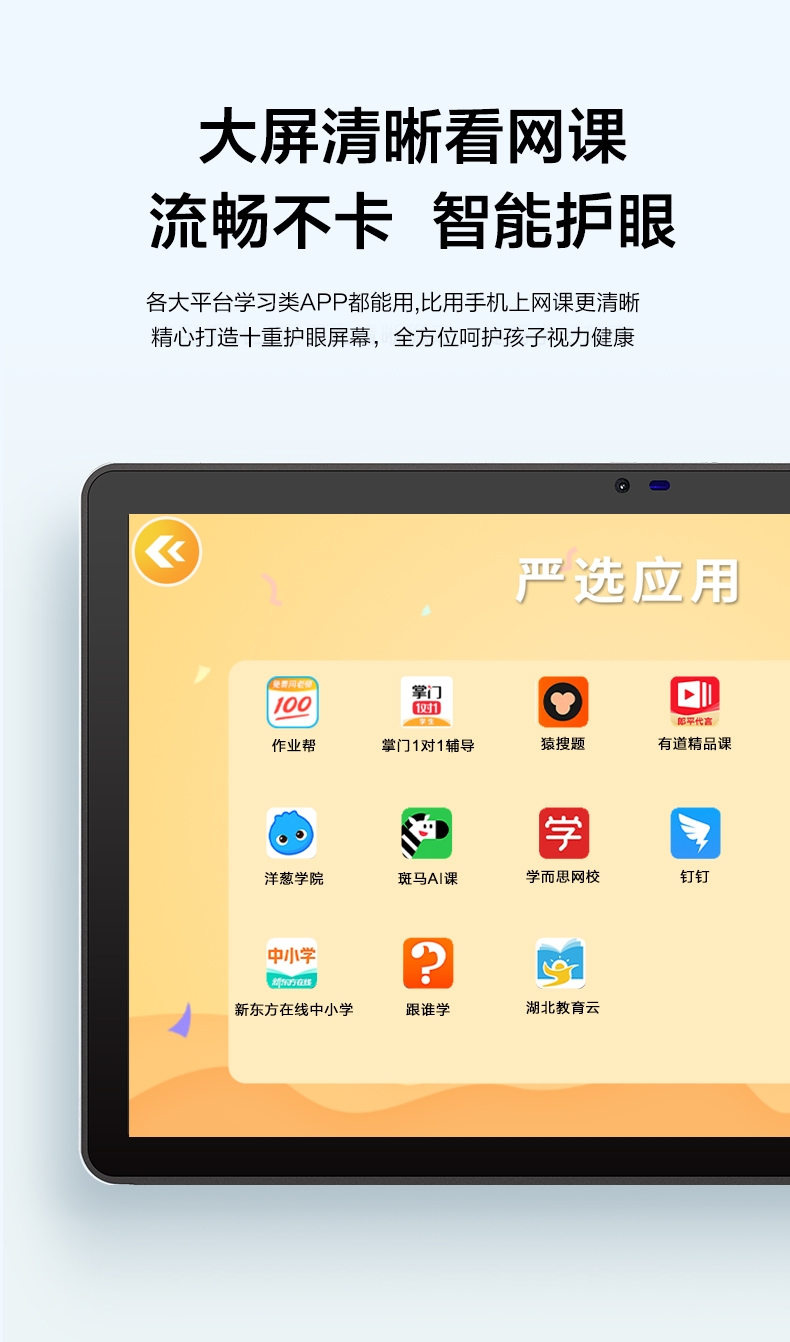 大屏清晰看网课
流畅不卡 智能护眼
各大平台学习类APP都能用,比用手机上网课更清晰
精心打造十重护眼屏幕，全方位呵护孩子视力健康
严选应用
免费问老师
100
作业帮
掌门
1对1
学生
掌门1对1辅导
猿搜题
郎平代言
有道精品课
洋葱学院
斑马AI课
学
学而思网校
钉钉
中小学
新东方在线
新东方在线中小学
?
跟谁学
湖北教育云